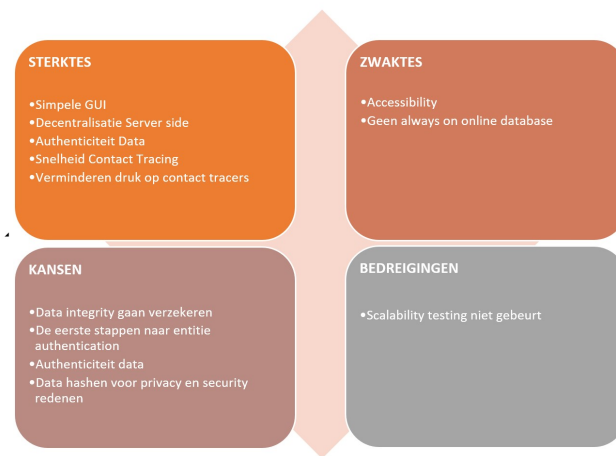 STERKTES
•Simpele GUI
•Decentralisatie Server side
•Authenticiteit Data
•Snelheid Contact Tracing
•Verminderen druk op contact tracers
ZWAKTES
•Accessibility
•Geen always on online database
KANSEN
•Data integrity gaan verzekeren
•De eerste stappen naar entitie
authentication
•Authenticiteit data
•Data hashen voor privacy en security
redenen
BEDREIGINGEN
•Scalability testing niet gebeurt